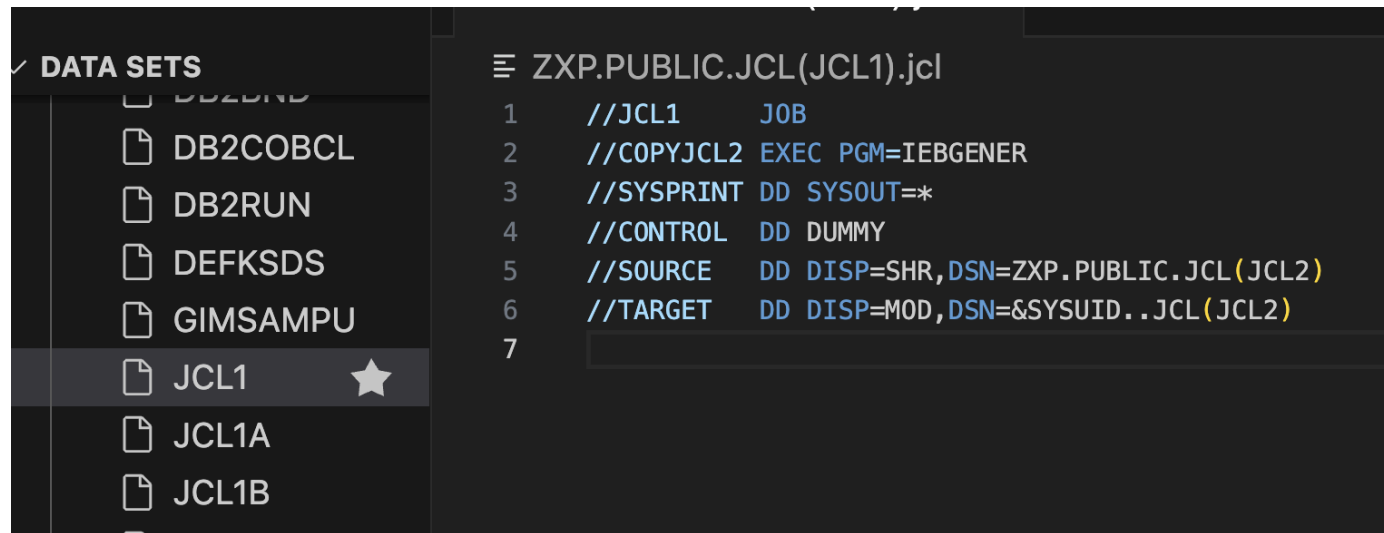 DATA SETS
DB2COBCL
DB2RUN
DEFKSDS
GIMSAMPU
JCL1
JCL1A
JCL1B
ZXP.PUBLIC.JCL(JCL1).jcl
1 //JCL1     JOB
2 //COPYJCL2 EXEC PGM=IEBGENER
3 //SYSPRINT DD SYSOUT=*
4 //CONTROL  DD DUMMY
5 //SOURCE   DD DISP=SHR,DSN=ZXP.PUBLIC.JCL(JCL2)
6 //TARGET   DD DISP=MOD,DSN=&SYSUID..JCL(JCL2)
7